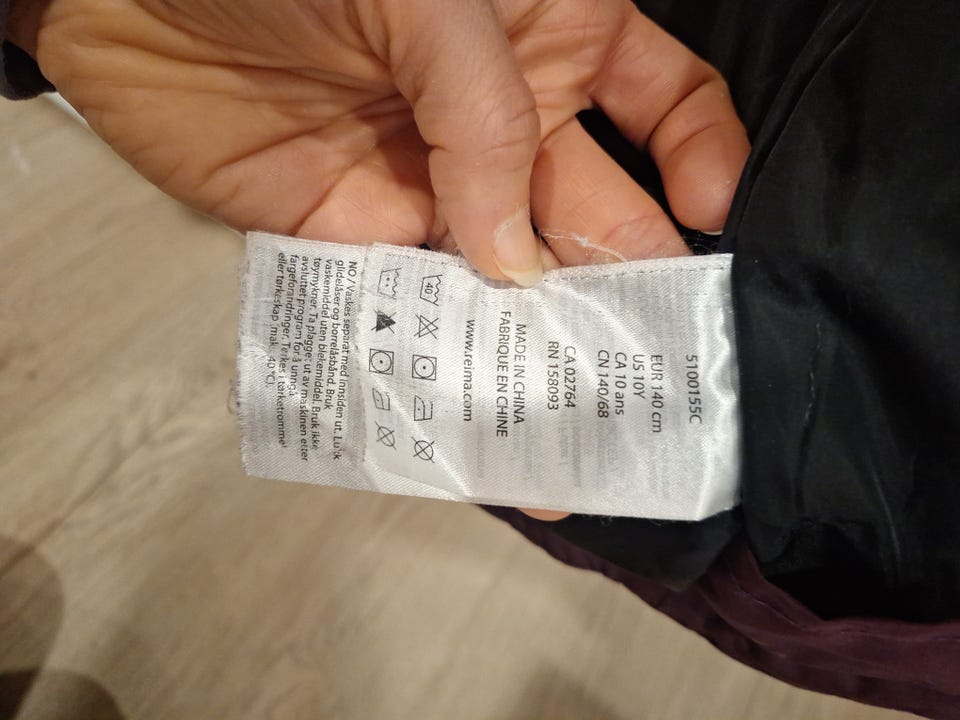 5100155C
EUR 140 cm
US 10Y
CA 10 ans
CN 140/68
CA 02764
RN 158093
MADE IN CHINA
FABRIQUE EN CHINE
www.reima.com
40
NO/Vaskes separat med innsiden ut. Lukk
glidelåser og borrelåsbånd. Bruk
vaskemiddel uten blekemiddel. Bruk ikke
tøymykner. Ta plagget ut av maskinen etter
avsluttet program for å unngå
fargeforandringer. Tørkes i tørketrommel
eller tørkeskap (mak. 40 °C).